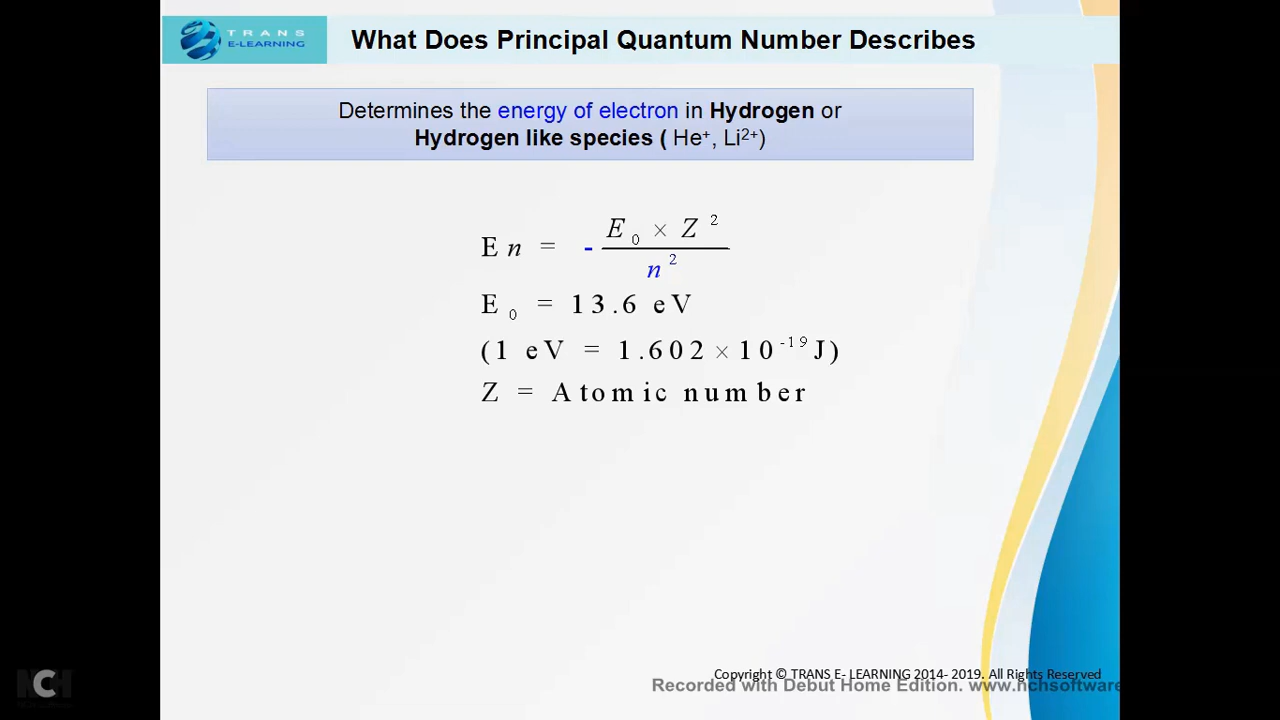 TRANS
E-LEARNING
What Does Principal Quantum Number Describes
Determines the energy of electron in Hydrogen or
Hydrogen like species ( He⁺, Li²⁺)
En = - E₀ × Z² / n²
E₀ = 13.6 eV
(1 eV = 1.602×10⁻¹⁹J)
Z = Atomic number
Copyright © TRANS E- LEARNING 2014- 2019. All Rights Reserved
Recorded with Debut Home Edition. www.nchsoftware
NCH